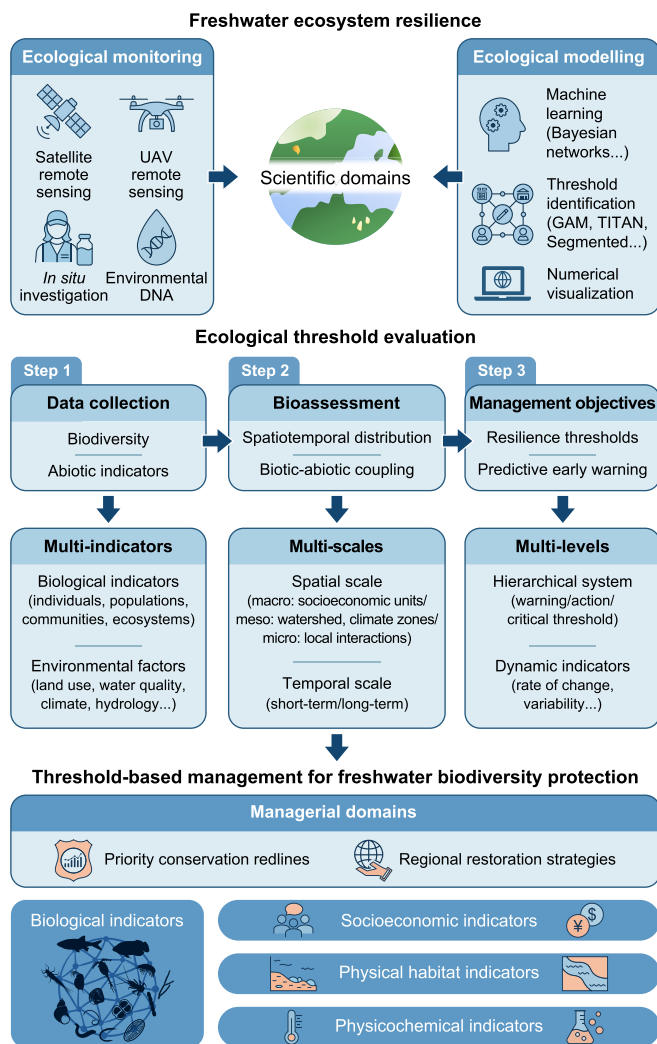 Freshwater ecosystem resilience
Ecological monitoring
Satellite
remote
sensing
UAV
remote
sensing
In situ
investigation
Environmental
DNA
Scientific domains
Ecological modelling
Machine
learning
(Bayesian
networks...)
Threshold
identification
(GAM, TITAN,
Segmented...)
Numerical
visualization
Ecological threshold evaluation
Step 1
Data collection
Biodiversity
Abiotic indicators
Step 2
Bioassessment
Spatiotemporal distribution
Biotic-abiotic coupling
Step 3
Management objectives
Resilience thresholds
Predictive early warning
Multi-indicators
Biological indicators
(individuals, populations,
communities, ecosystems)
Environmental factors
(land use, water quality,
climate, hydrology...)
Multi-scales
Spatial scale
(macro: socioeconomic units/
meso: watershed, climate zones/
micro: local interactions)
Temporal scale
(short-term/long-term)
Multi-levels
Hierarchical system
(warning/action/
critical threshold)
Dynamic indicators
(rate of change,
variability...)
Threshold-based management for freshwater biodiversity protection
Managerial domains
Priority conservation redlines
Regional restoration strategies
Biological indicators
Socioeconomic indicators
¥ $
Physical habitat indicators
Physicochemical indicators